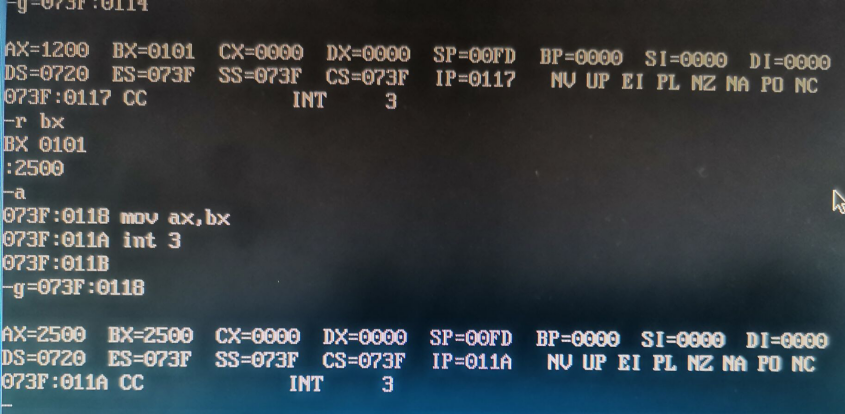 -g=073F:0114
AX=1200 BX=0101 CX=0000 DX=0000 SP=00FD BP=0000 SI=0000 DI=0000
DS=0720 ES=073F SS=073F CS=073F IP=0117 NV UP EI PL NZ NA PO NC
073F:0117 CC INT 3
-r bx
BX 0101
:2500
-a
073F:0118 mov ax,bx
073F:011A int 3
073F:011B
-g=073F:0118
AX=2500 BX=2500 CX=0000 DX=0000 SP=00FD BP=0000 SI=0000 DI=0000
DS=0720 ES=073F SS=073F CS=073F IP=011A NV UP EI PL NZ NA PO NC
073F:011A CC INT 3
-